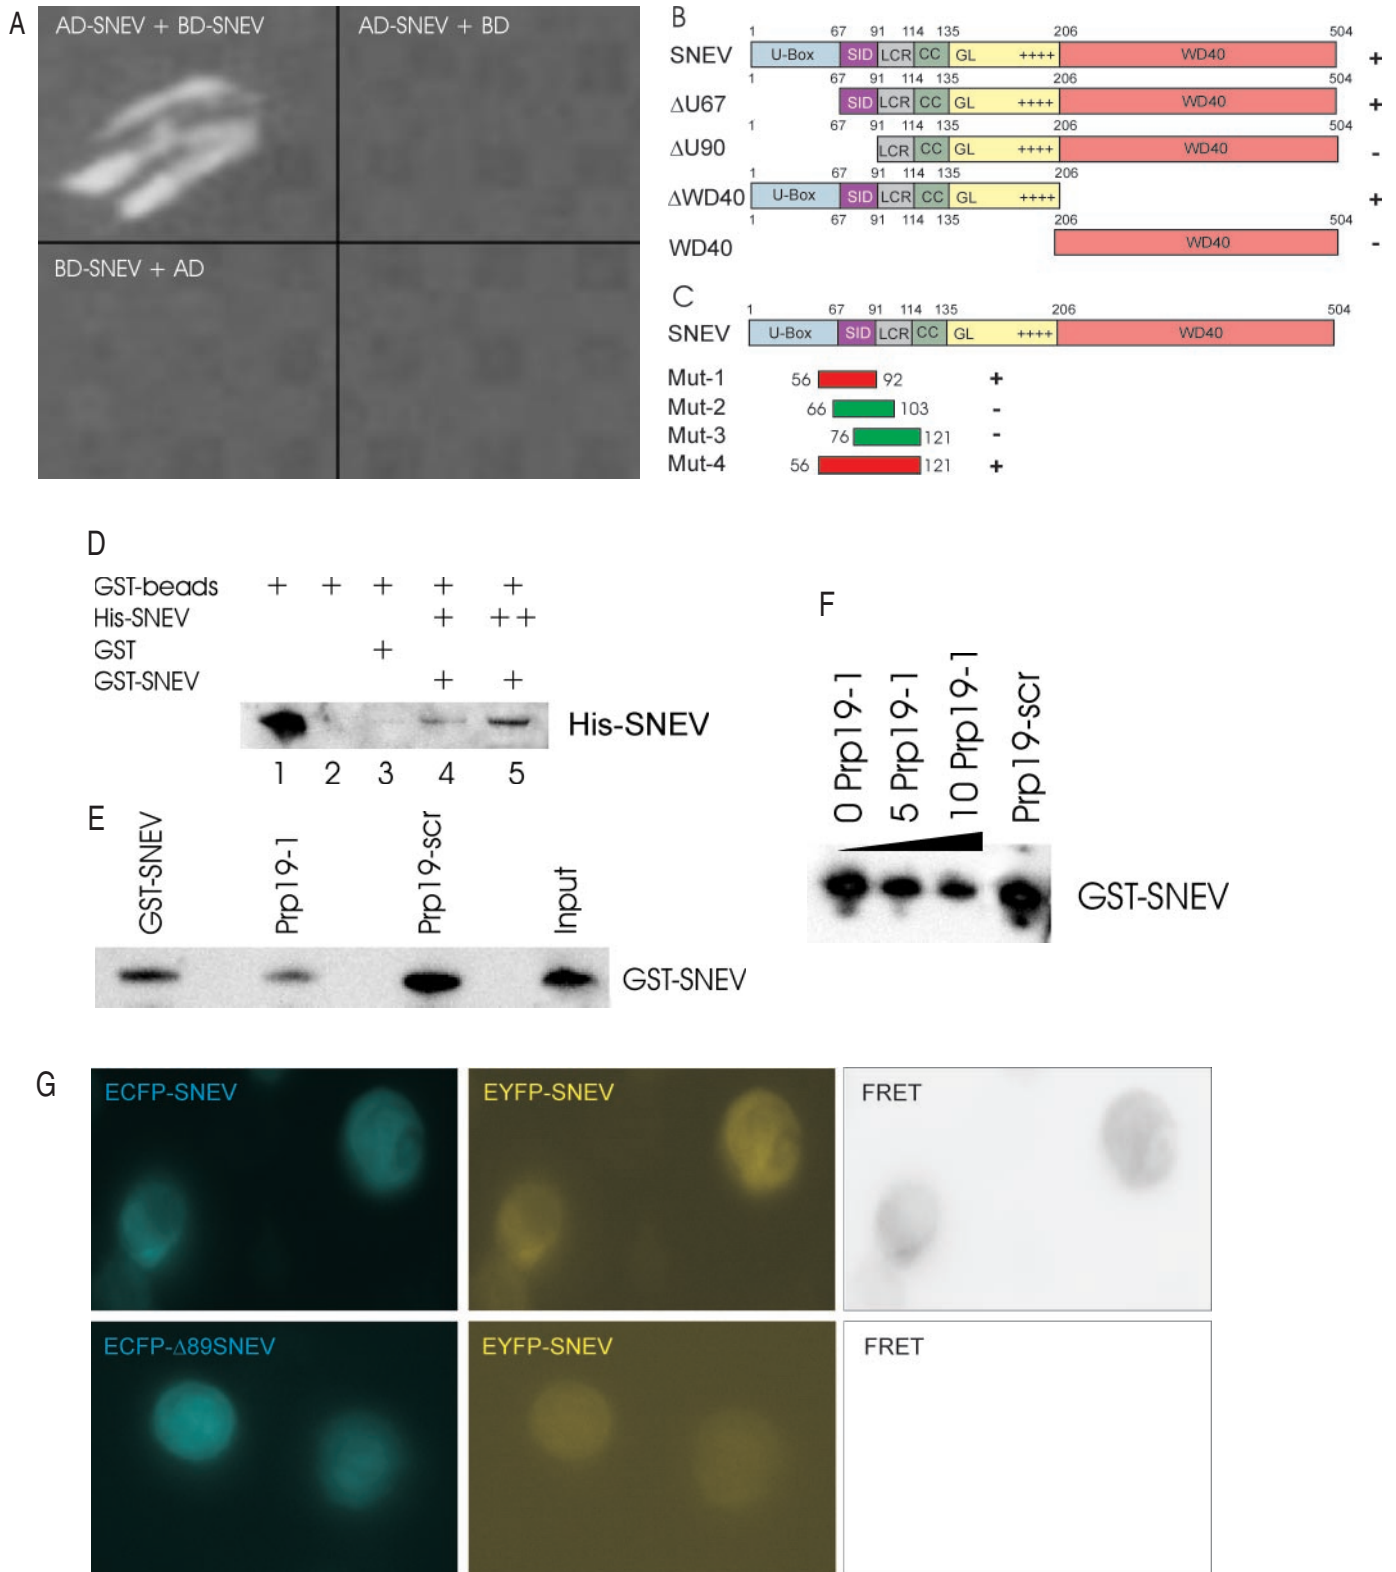 A
AD-SNEV + BD-SNEV
AD-SNEV + BD
BD-SNEV + AD
B
1 67 91 114 135 206 504
SNEV U-Box SID LCR CC GL ++++ WD40 +
1 67 91 114 135 206 504
ΔU67 SID LCR CC GL ++++ WD40 +
1 67 91 114 135 206 504
ΔU90 LCR CC GL ++++ WD40 -
1 67 91 114 135 206
ΔWD40 U-Box SID LCR CC GL ++++ +
1 67 91 114 135 206 504
WD40 WD40 -
C
1 67 91 114 135 206 504
SNEV U-Box SID LCR CC GL ++++ WD40
Mut-1 56 92 +
Mut-2 66 103 -
Mut-3 76 121 -
Mut-4 56 121 +
D
GST-beads + + + + +
His-SNEV + ++
GST +
GST-SNEV + +
His-SNEV
1 2 3 4 5
E
GST-SNEV
Prp19-1
Prp19-scr
Input
GST-SNEV
F
0 Prp19-1
5 Prp19-1
10 Prp19-1
Prp19-scr
GST-SNEV
G
ECFP-SNEV
EYFP-SNEV
FRET
ECFP-Δ89SNEV
EYFP-SNEV
FRET